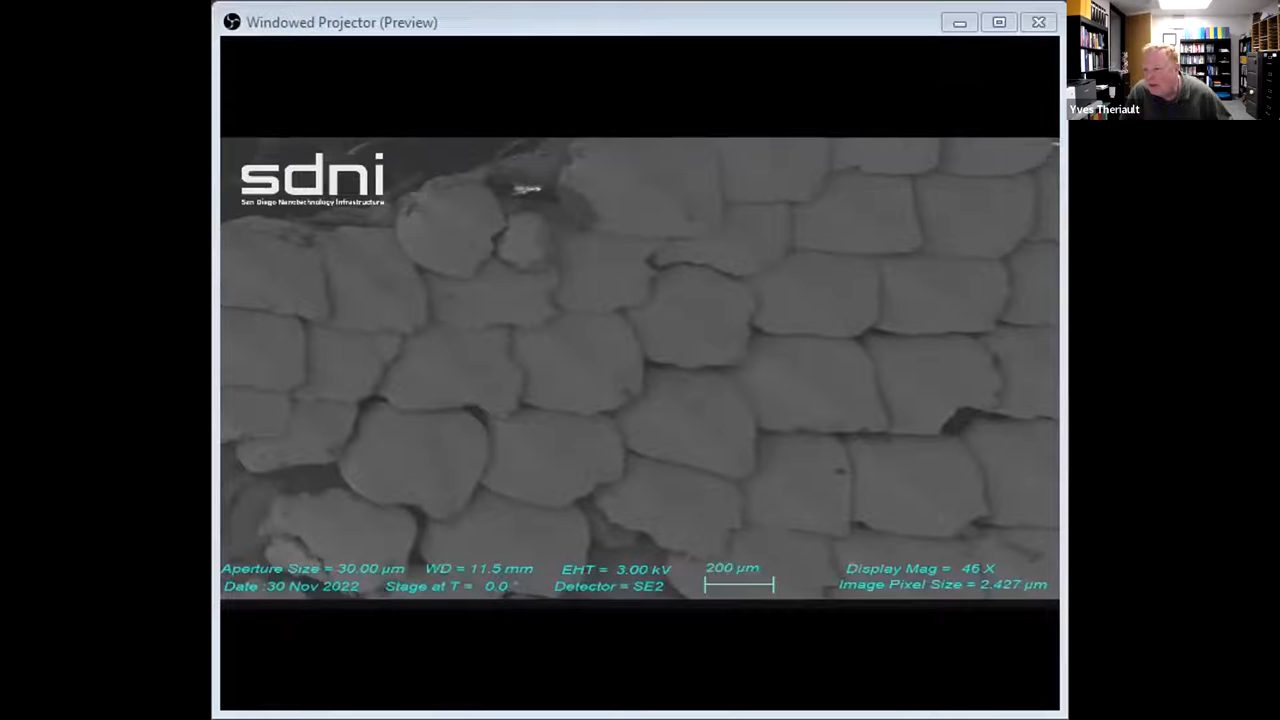 Windowed Projector (Preview)
Yves Theriault
sdni
San Diego Nanotechnology Infrastructure
Aperture Size = 30.00 µm WD = 11.5 mm EHT = 3.00 kV 200 µm Display Mag = 46 X
Date :30 Nov 2022 Stage at T = 0.0 ° Detector = SE2 Image Pixel Size = 2.427 µm